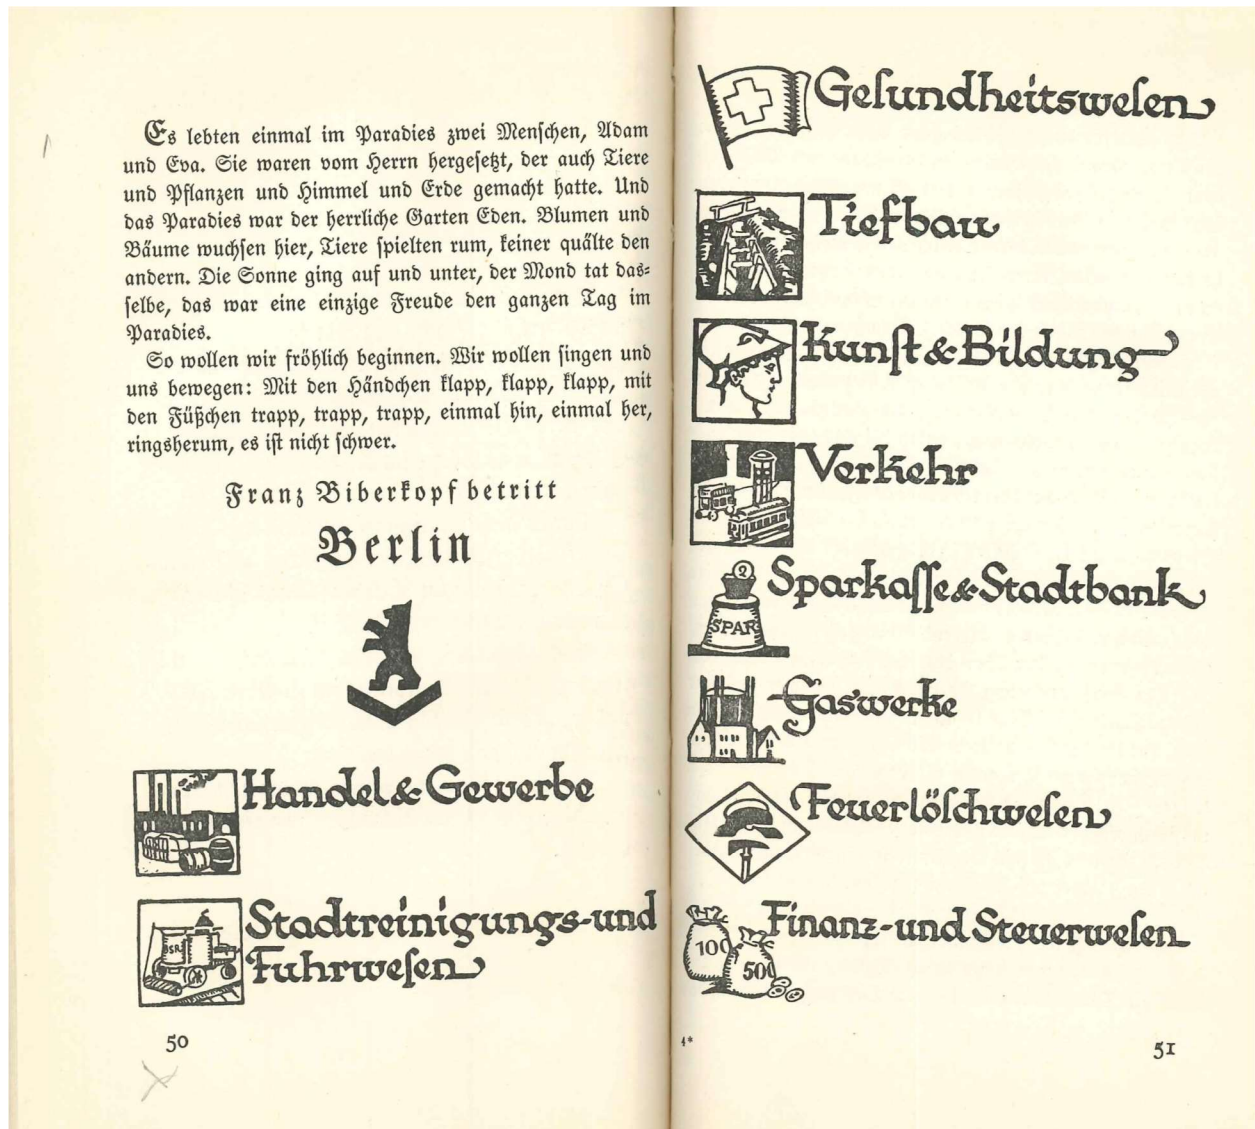 Es lebten einmal im Paradies zwei Menschen, Adam
und Eva. Sie waren vom Herrn hergesetzt, der auch Tiere
und Pflanzen und Himmel und Erde gemacht hatte. Und
das Paradies war der herrliche Garten Eden. Blumen und
Bäume wuchsen hier, Tiere spielten rum, keiner quälte den
andern. Die Sonne ging auf und unter, der Mond tat das-
selbe, das war eine einzige Freude den ganzen Tag im
Paradies.
So wollen wir fröhlich beginnen. Wir wollen singen und
uns bewegen: Mit den Händchen klapp, klapp, klapp, mit
den Füßchen trapp, trapp, trapp, einmal hin, einmal her,
ringsherum, es ist nicht schwer.
Franz Biberkopf betritt
Berlin
Handel & Gewerbe
BSR
Stadtreinigungs- und
Fuhrwesen
50
Gesundheitswesen
Tiefbau
Kunst & Bildung
Verkehr
2
SPAR
Sparkasse & Stadtbank
Gaswerke
Feuerlöschwesen
100
500
Finanz- und Steuerwesen
4*
51